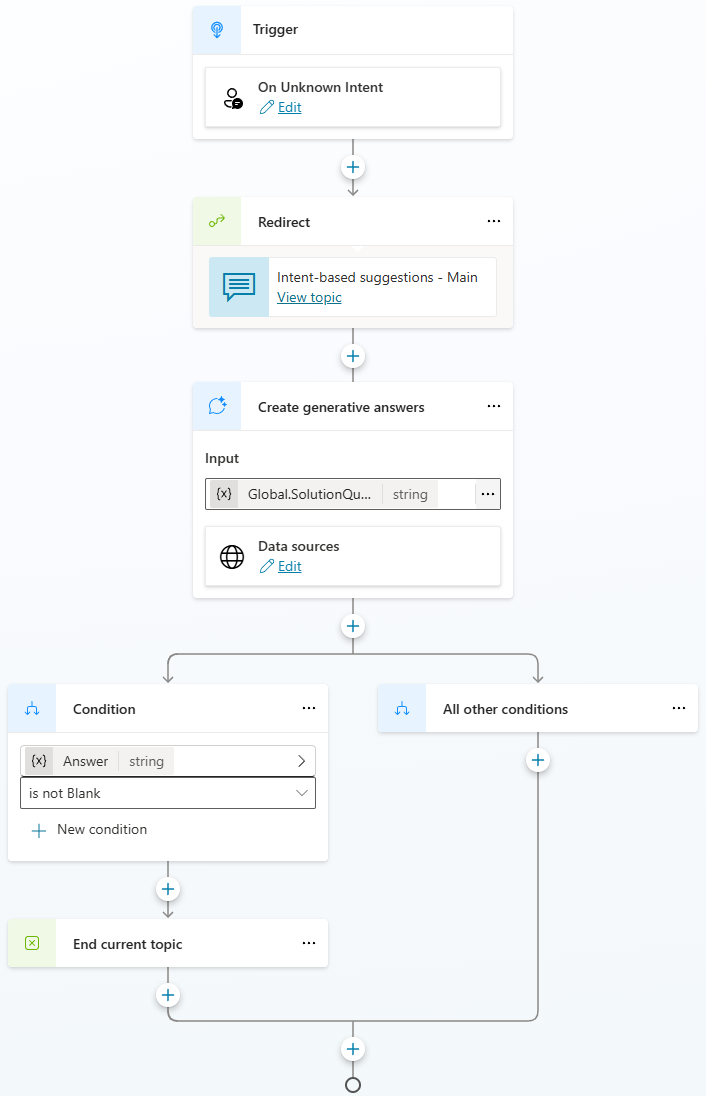 Trigger
On Unknown Intent
Edit
Redirect
Intent-based suggestions - Main
View topic
Create generative answers
Input
{x} Global.SolutionQu... string
Data sources
Edit
Condition
{x} Answer string
is not Blank
New condition
All other conditions
End current topic